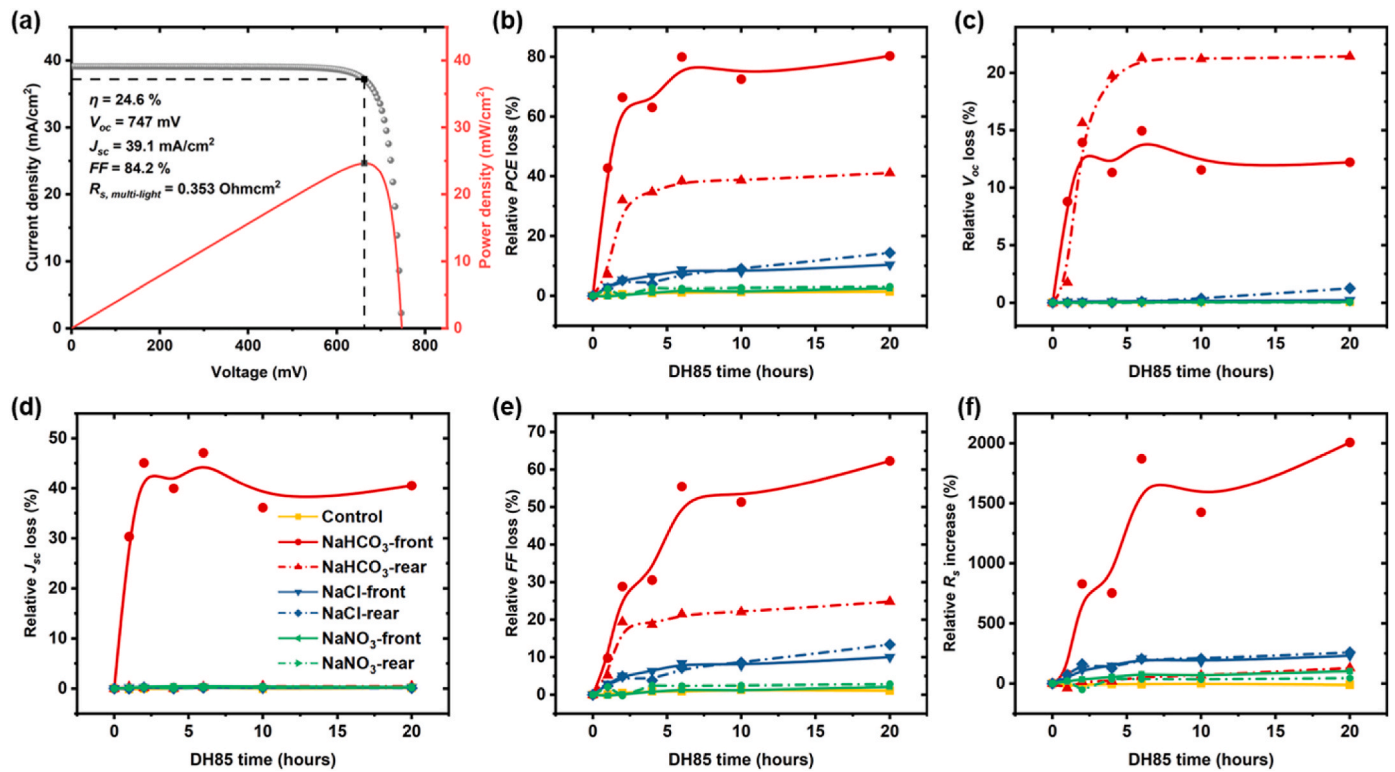 (a)
40
30
20
10
0
Current density (mA/cm²)
η = 24.6 %
Voc = 747 mV
Jsc = 39.1 mA/cm²
FF = 84.2 %
Rs, multi-light = 0.353 Ohmcm²
0 200 400 600 800
Voltage (mV)
40
30
20
10
0
Power density (mW/cm²)
(b)
80
60
40
20
0
Relative PCE loss (%)
0 5 10 20
DH85 time (hours)
(c)
20
15
10
5
0
Relative Voc loss (%)
0 5 10 20
DH85 time (hours)
(d)
50
40
30
20
10
0
Relative Jsc loss (%)
Control
NaHCO₃-front
NaHCO₃-rear
NaCl-front
NaCl-rear
NaNO₃-front
NaNO₃-rear
0 5 10 20
DH85 time (hours)
(e)
70
60
50
40
30
20
10
0
Relative FF loss (%)
0 5 10 20
DH85 time (hours)
(f)
2000
1500
1000
500
250
0
Relative Rs increase (%)
0 5 10 20
DH85 time (hours)